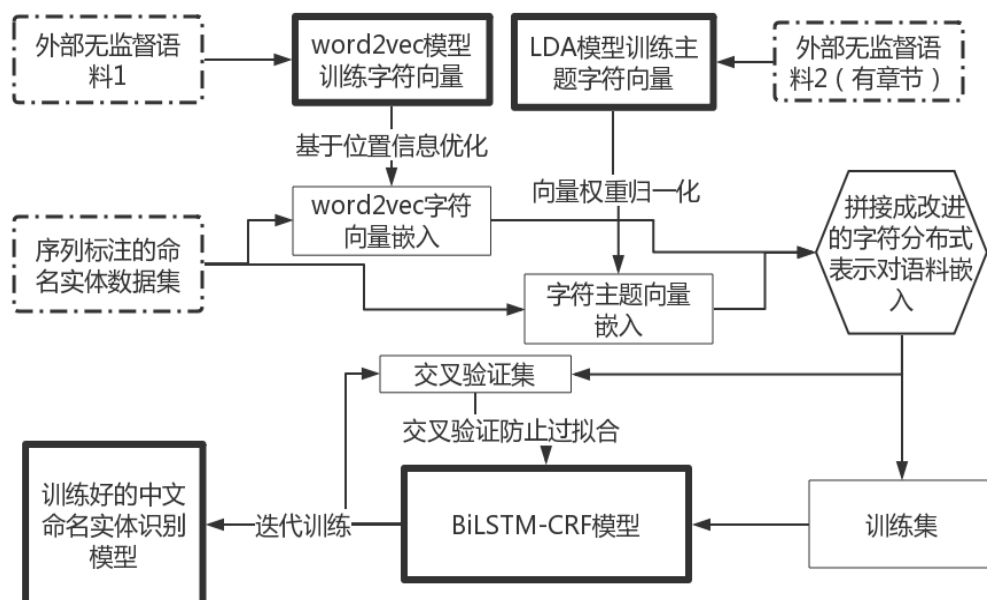 外部无监督语
料1
word2vec模型
训练字符向量
LDA模型训练主
题字符向量
外部无监督语
料2（有章节）
基于位置信息优化
向量权重归一化
序列标注的命
名实体数据集
word2vec字符
向量嵌入
字符主题向量
嵌入
拼接成改进
的字符分布式
表示对语料嵌
入
交叉验证集
交叉验证防止过拟合
训练好的中文
命名实体识别
模型
迭代训练
BiLSTM-CRF模型
训练集